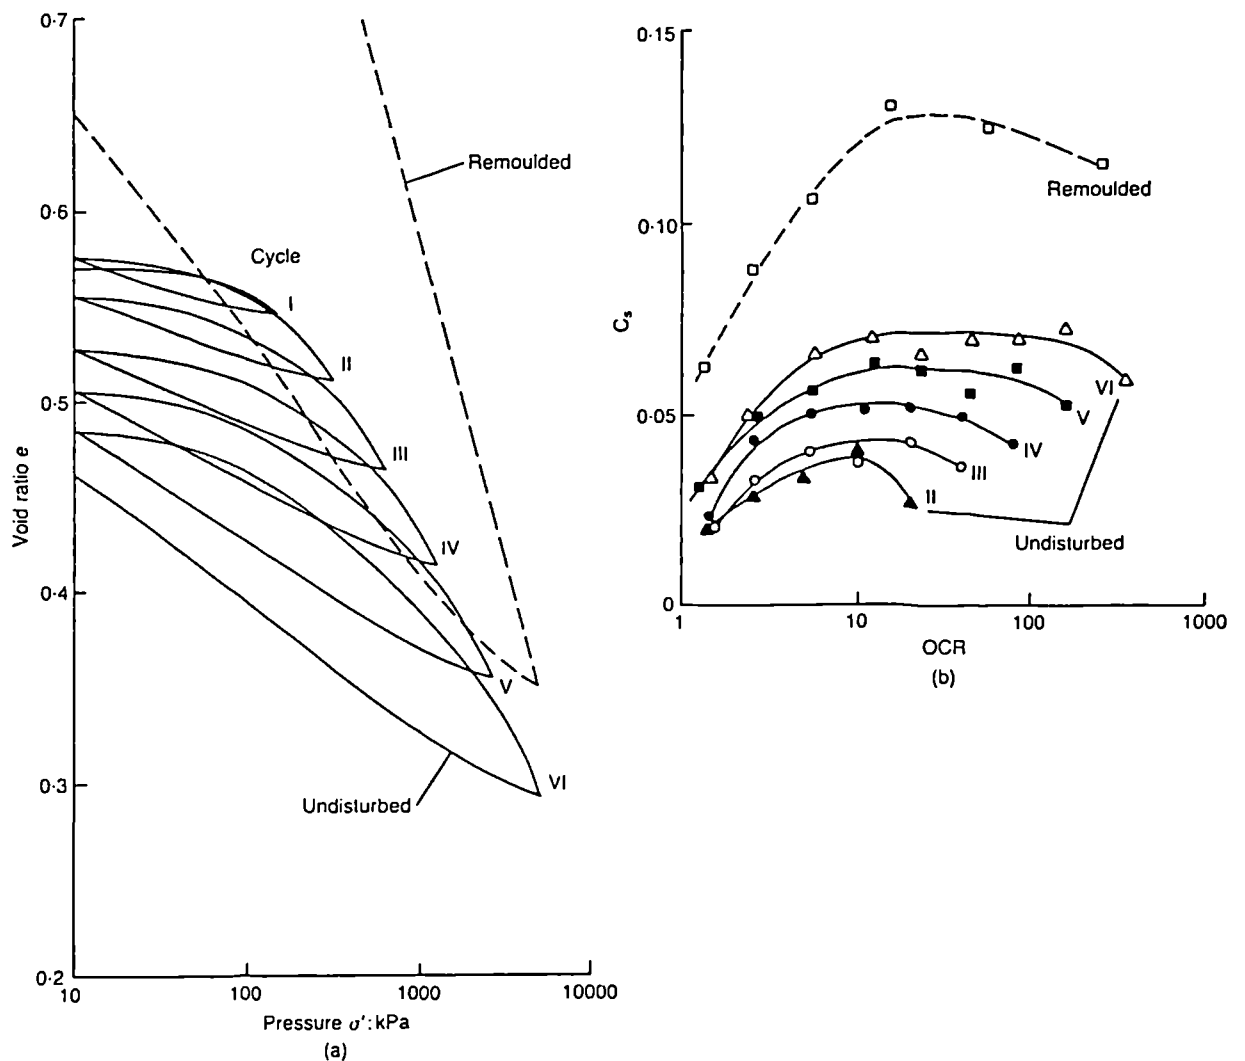 0·7
0·6
0·5
0·4
0·3
0·2
Void ratio e
10
100
1000
10000
Pressure σ′:kPa
(a)
Remoulded
Cycle
I
II
III
IV
V
VI
Undisturbed
0·15
0·10
0·05
0
Cs
1
10
100
1000
OCR
(b)
Remoulded
VI
V
IV
III
II
Undisturbed